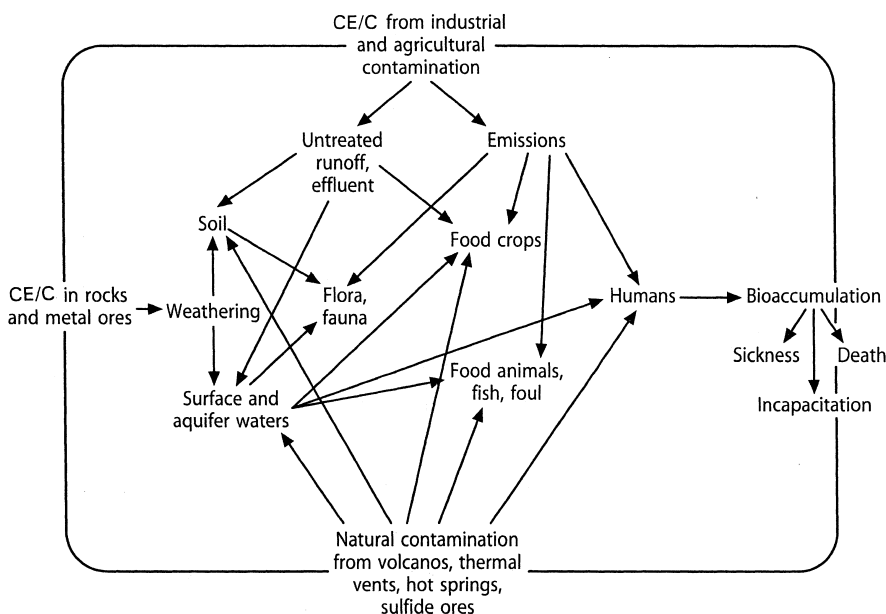 CE/C from industrial
and agricultural
contamination
Untreated
runoff,
effluent
Emissions
Soil
Food crops
CE/C in rocks
and metal ores
Weathering
Flora,
fauna
Humans
Bioaccumulation
Sickness
Death
Incapacitation
Surface and
aquifer waters
Food animals,
fish, foul
Natural contamination
from volcanos, thermal
vents, hot springs,
sulfide ores